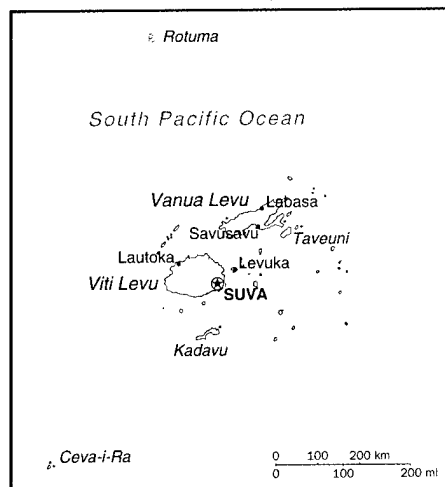 Rotuma
South Pacific Ocean
Vanua Levu
Labasa
Savusavu
Taveuni
Lautoka
Levuka
Viti Levu
SUVA
Kadavu
Ceva-i-Ra
0 100 200 km
0 100 200 mi